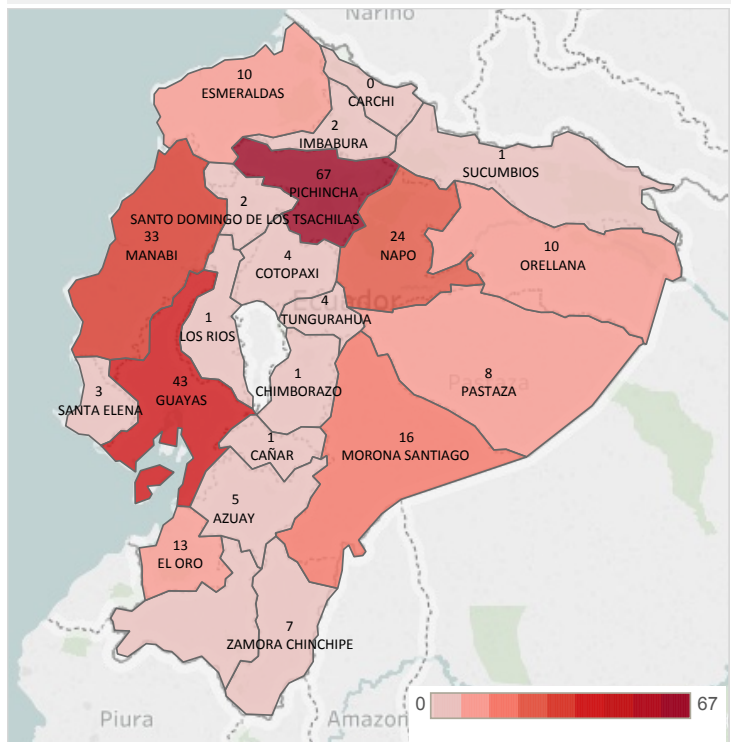 Nariño
10
ESMERALDAS
0
CARCHI
2
IMBABURA
1
SUCUMBIOS
67
PICHINCHA
2
SANTO DOMINGO DE LOS TSACHILAS
33
MANABI
24
NAPO
10
ORELLANA
4
COTOPAXI
Ecuador
4
TUNGURAHUA
1
LOS RIOS
8
Pastaza
PASTAZA
1
CHIMBORAZO
3
SANTA ELENA
43
GUAYAS
16
MORONA SANTIAGO
1
CAÑAR
5
AZUAY
13
EL ORO
7
ZAMORA CHINCHIPE
0 67
Piura
Amazon